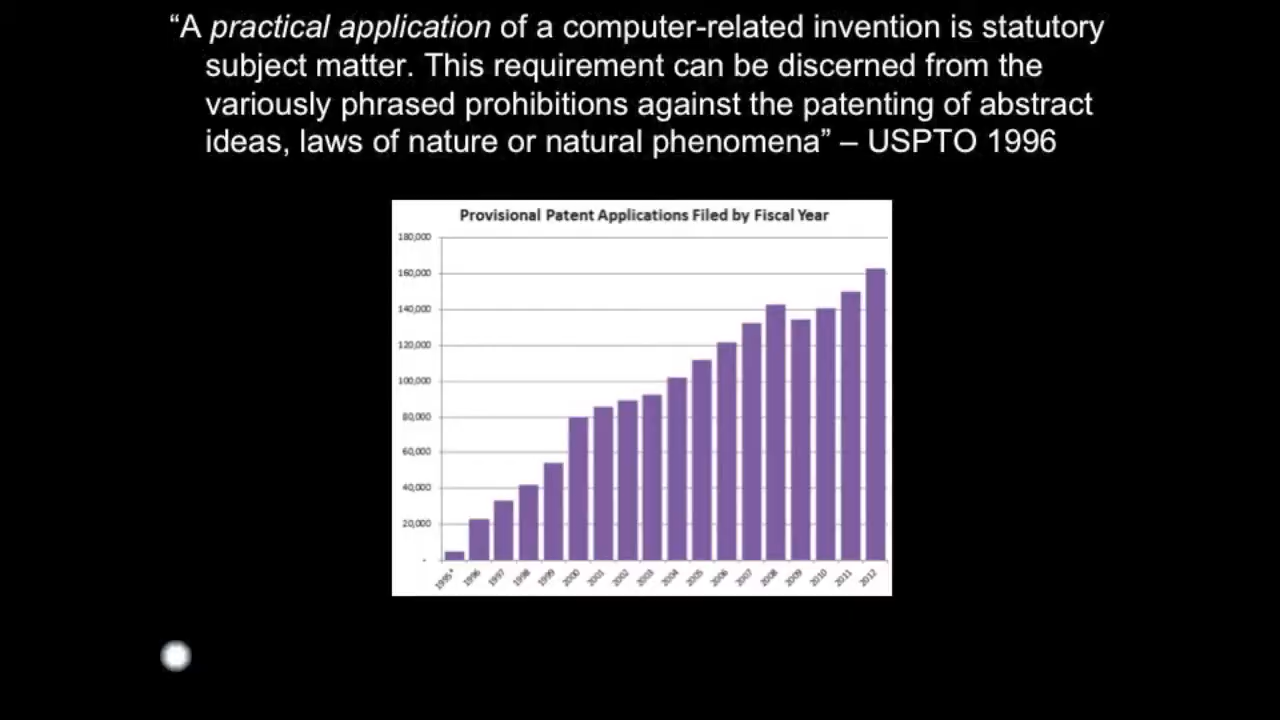 “A practical application of a computer-related invention is statutory
subject matter. This requirement can be discerned from the
variously phrased prohibitions against the patenting of abstract
ideas, laws of nature or natural phenomena” – USPTO 1996
Provisional Patent Applications Filed by Fiscal Year
180,000
160,000
140,000
120,000
100,000
80,000
60,000
40,000
20,000
-
1995* 1996 1997 1998 1999 2000 2001 2002 2003 2004 2005 2006 2007 2008 2009 2010 2011 2012